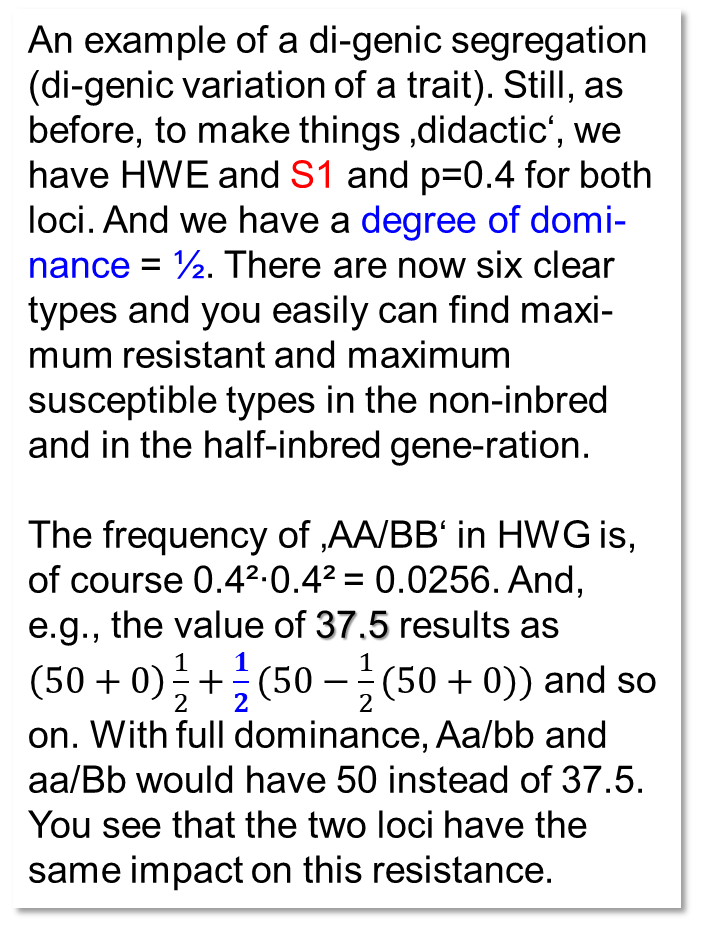 An example of a di-genic segregation
(di-genic variation of a trait). Still, as
before, to make things ‚didactic‘, we
have HWE and S1 and p=0.4 for both
loci. And we have a degree of domi-
nance = ½. There are now six clear
types and you easily can find maxi-
mum resistant and maximum
susceptible types in the non-inbred
and in the half-inbred gene-ration.

The frequency of ‚AA/BB‘ in HWG is,
of course 0.4²·0.4² = 0.0256. And,
e.g., the value of 37.5 results as
(50 + 0) 1/2 + 1/2 (50 − 1/2 (50 + 0)) and so
on. With full dominance, Aa/bb and
aa/Bb would have 50 instead of 37.5.
You see that the two loci have the
same impact on this resistance.